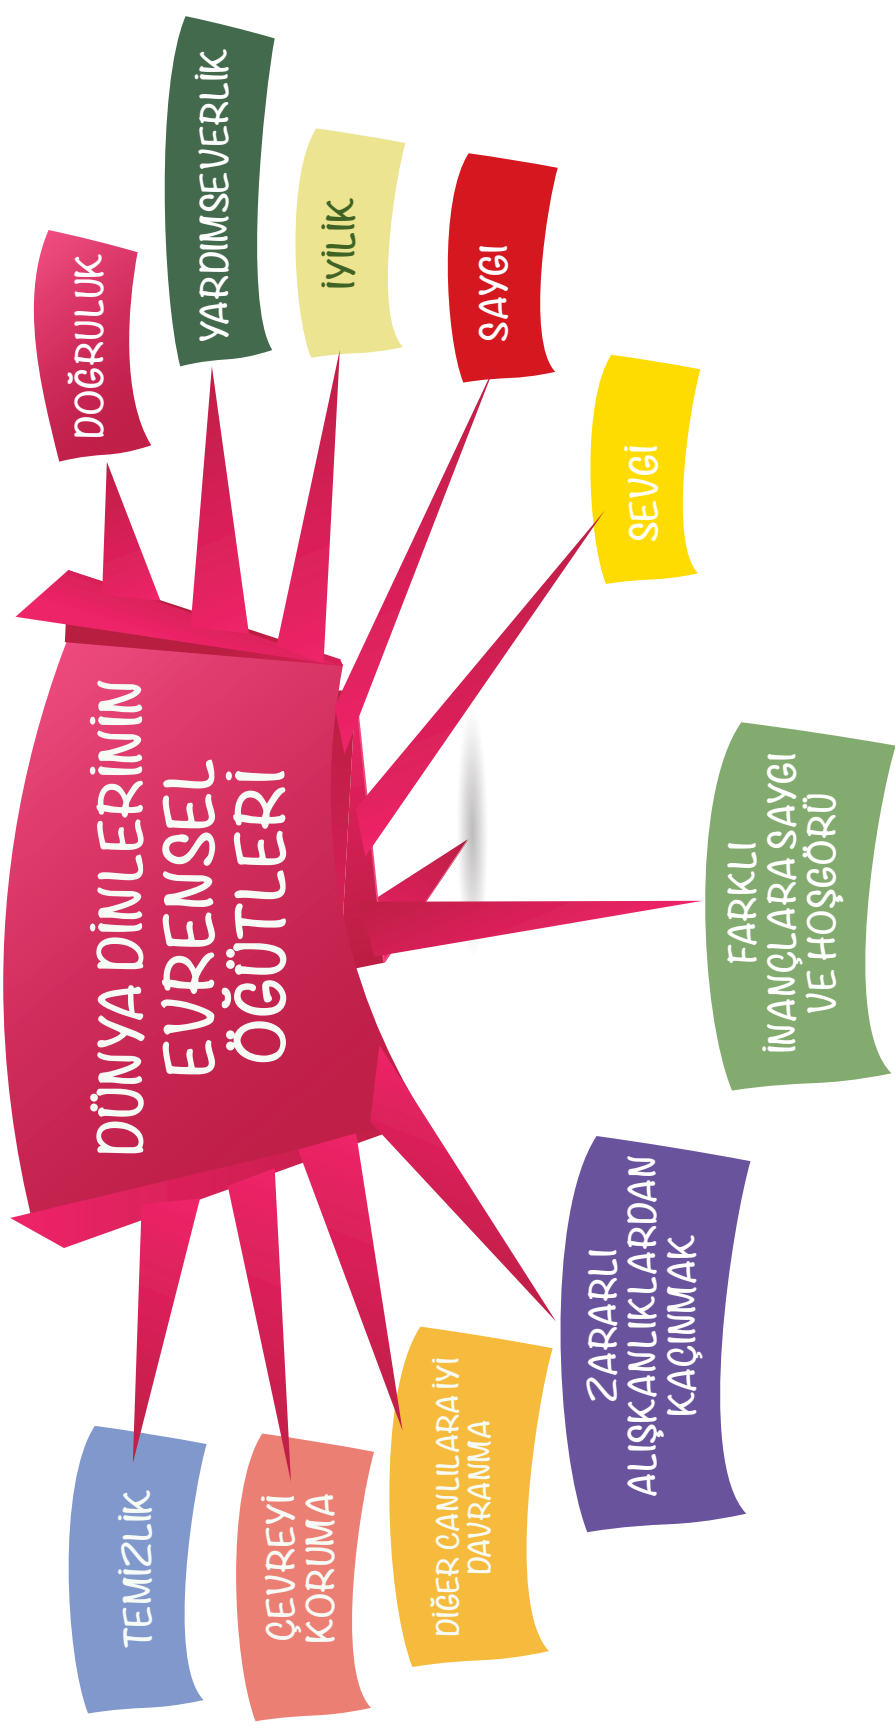 DÜNYA DİNLERİNİN
EVRENSEL
ÖĞÜTLERİ
TEMİZLİK
ÇEVREYİ
KORUMA
DİĞER CANLILARA İYİ
DAVRANMA
ZARARLI
ALIŞKANLIKLARDAN
KAÇINMAK
FARKLI
İNANÇLARA SAYGI
VE HOŞGÖRÜ
SEVGİ
SAYGI
İYİLİK
YARDIMSEVERLİK
DOĞRULUK